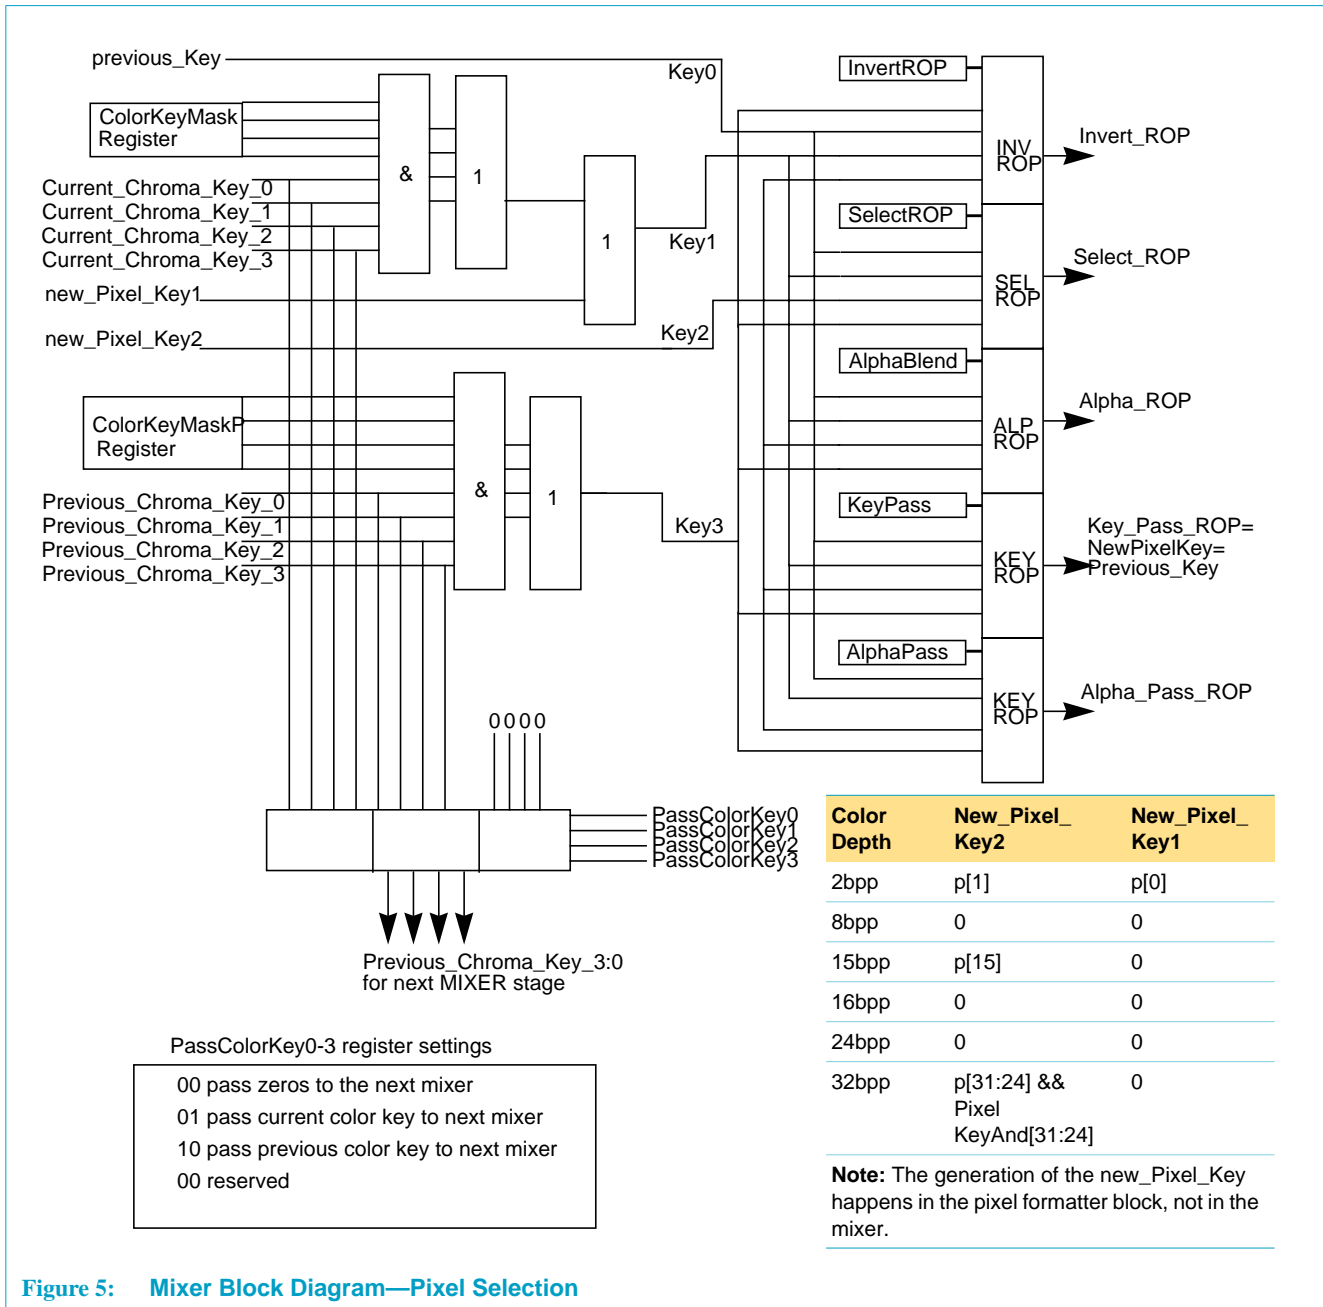 previous_Key
Key0
InvertROP
ColorKeyMask
Register
INV
ROP
Invert_ROP
&
1
Current_Chroma_Key_0
Current_Chroma_Key_1
Current_Chroma_Key_2
Current_Chroma_Key_3
SelectROP
1
Key1
Select_ROP
new_Pixel_Key1
SEL
ROP
new_Pixel_Key2
Key2
AlphaBlend
ColorKeyMaskP
Register
Alpha_ROP
ALP
ROP
&
1
Previous_Chroma_Key_0
Previous_Chroma_Key_1
Previous_Chroma_Key_2
Previous_Chroma_Key_3
Key3
KeyPass
Key_Pass_ROP=
NewPixelKey=
Previous_Key
KEY
ROP
AlphaPass
KEY
ROP
Alpha_Pass_ROP
0 0 0 0
PassColorKey0
PassColorKey1
PassColorKey2
PassColorKey3
Previous_Chroma_Key_3:0
for next MIXER stage
Color Depth New_Pixel_Key2 New_Pixel_Key1
2bpp p[1] p[0]
8bpp 0 0
15bpp p[15] 0
16bpp 0 0
24bpp 0 0
32bpp p[31:24] && 0
Pixel
KeyAnd[31:24]
Note: The generation of the new_Pixel_Key
happens in the pixel formatter block, not in the
mixer.
PassColorKey0-3 register settings
00 pass zeros to the next mixer
01 pass current color key to next mixer
10 pass previous color key to next mixer
00 reserved
Figure 5: Mixer Block Diagram—Pixel Selection